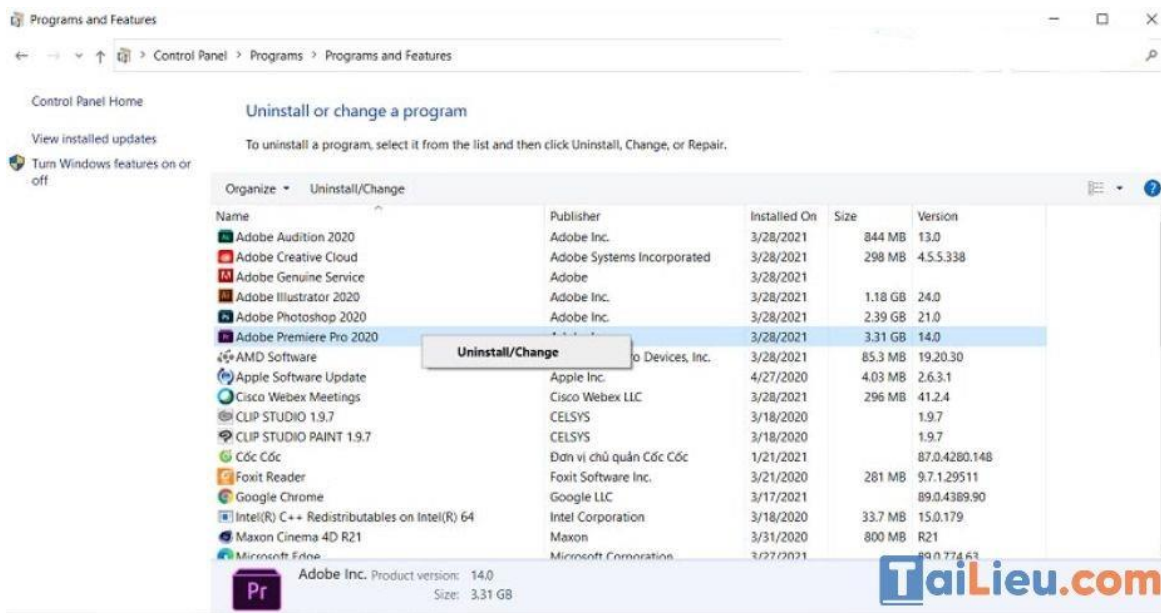 Programs and Features
Control Panel > Programs > Programs and Features
Control Panel Home
Uninstall or change a program
View installed updates
To uninstall a program, select it from the list and then click Uninstall, Change, or Repair.
Turn Windows features on or
off
Organize Uninstall/Change
Name Publisher Installed On Size Version
Adobe Audition 2020 Adobe Inc. 3/28/2021 844 MB 13.0
Adobe Creative Cloud Adobe Systems Incorporated 3/28/2021 298 MB 4.5.5.338
Adobe Genuine Service Adobe 3/28/2021
Adobe Illustrator 2020 Adobe Inc. 3/28/2021 1.18 GB 24.0
Adobe Photoshop 2020 Adobe Inc. 3/28/2021 2.39 GB 21.0
Adobe Premiere Pro 2020 3/28/2021 3.31 GB 14.0
Uninstall/Change
AMD Software o Devices, Inc. 3/28/2021 85.3 MB 19.20.30
Apple Software Update Apple Inc. 4/27/2020 4.03 MB 2.6.3.1
Cisco Webex Meetings Cisco Webex LLC 3/28/2021 296 MB 41.2.4
CLIP STUDIO 1.9.7 CELSYS 3/18/2020 1.9.7
CLIP STUDIO PAINT 1.9.7 CELSYS 3/18/2020 1.9.7
Cốc Cốc Đơn vị chủ quản Cốc Cốc 1/21/2021 87.0.4280.148
Foxit Reader Foxit Software Inc. 3/21/2020 281 MB 9.7.1.29511
Google Chrome Google LLC 3/17/2021 89.0.4389.90
Intel(R) C++ Redistributables on Intel(R) 64 Intel Corporation 3/18/2020 33.7 MB 15.0.179
Maxon Cinema 4D R21 Maxon 3/31/2020 800 MB R21
Microsoft Edge Microsoft Corporation 3/27/2021 89.0.774.63
Pr Adobe Inc. Product version: 14.0
Size: 3.31 GB
TaiLieu.com